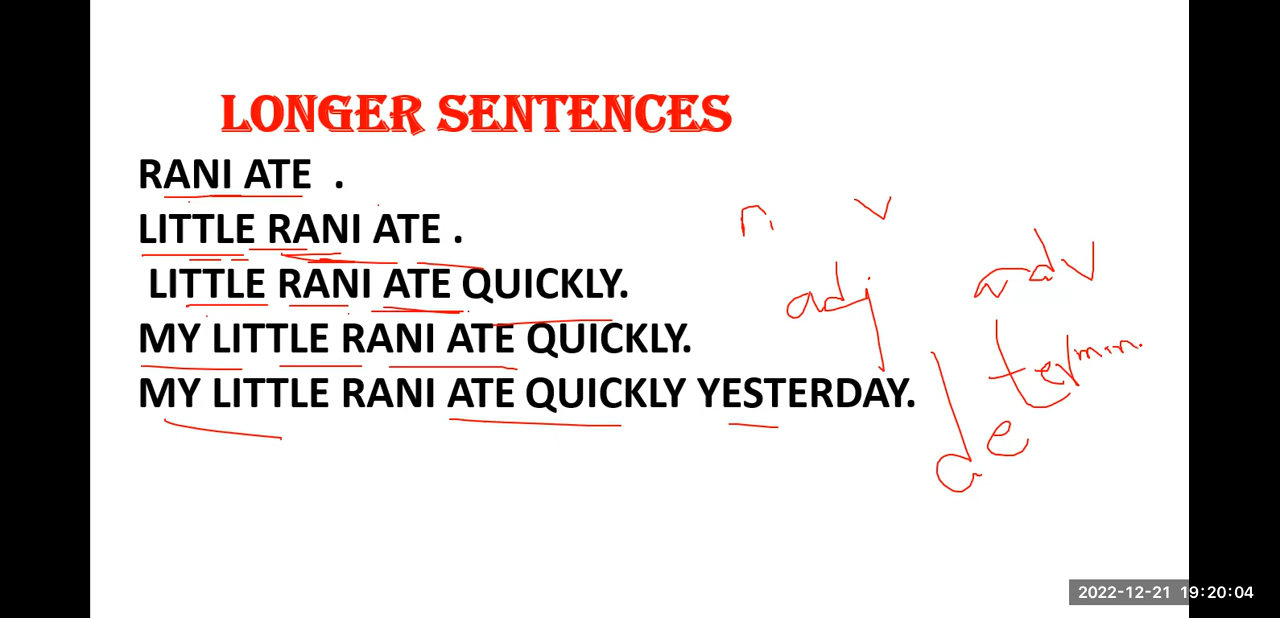 LONGER SENTENCES
RANI ATE .
LITTLE RANI ATE .
LITTLE RANI ATE QUICKLY.
MY LITTLE RANI ATE QUICKLY.
MY LITTLE RANI ATE QUICKLY YESTERDAY.
n v
adj adv
determin.
2022-12-21 19:20:04